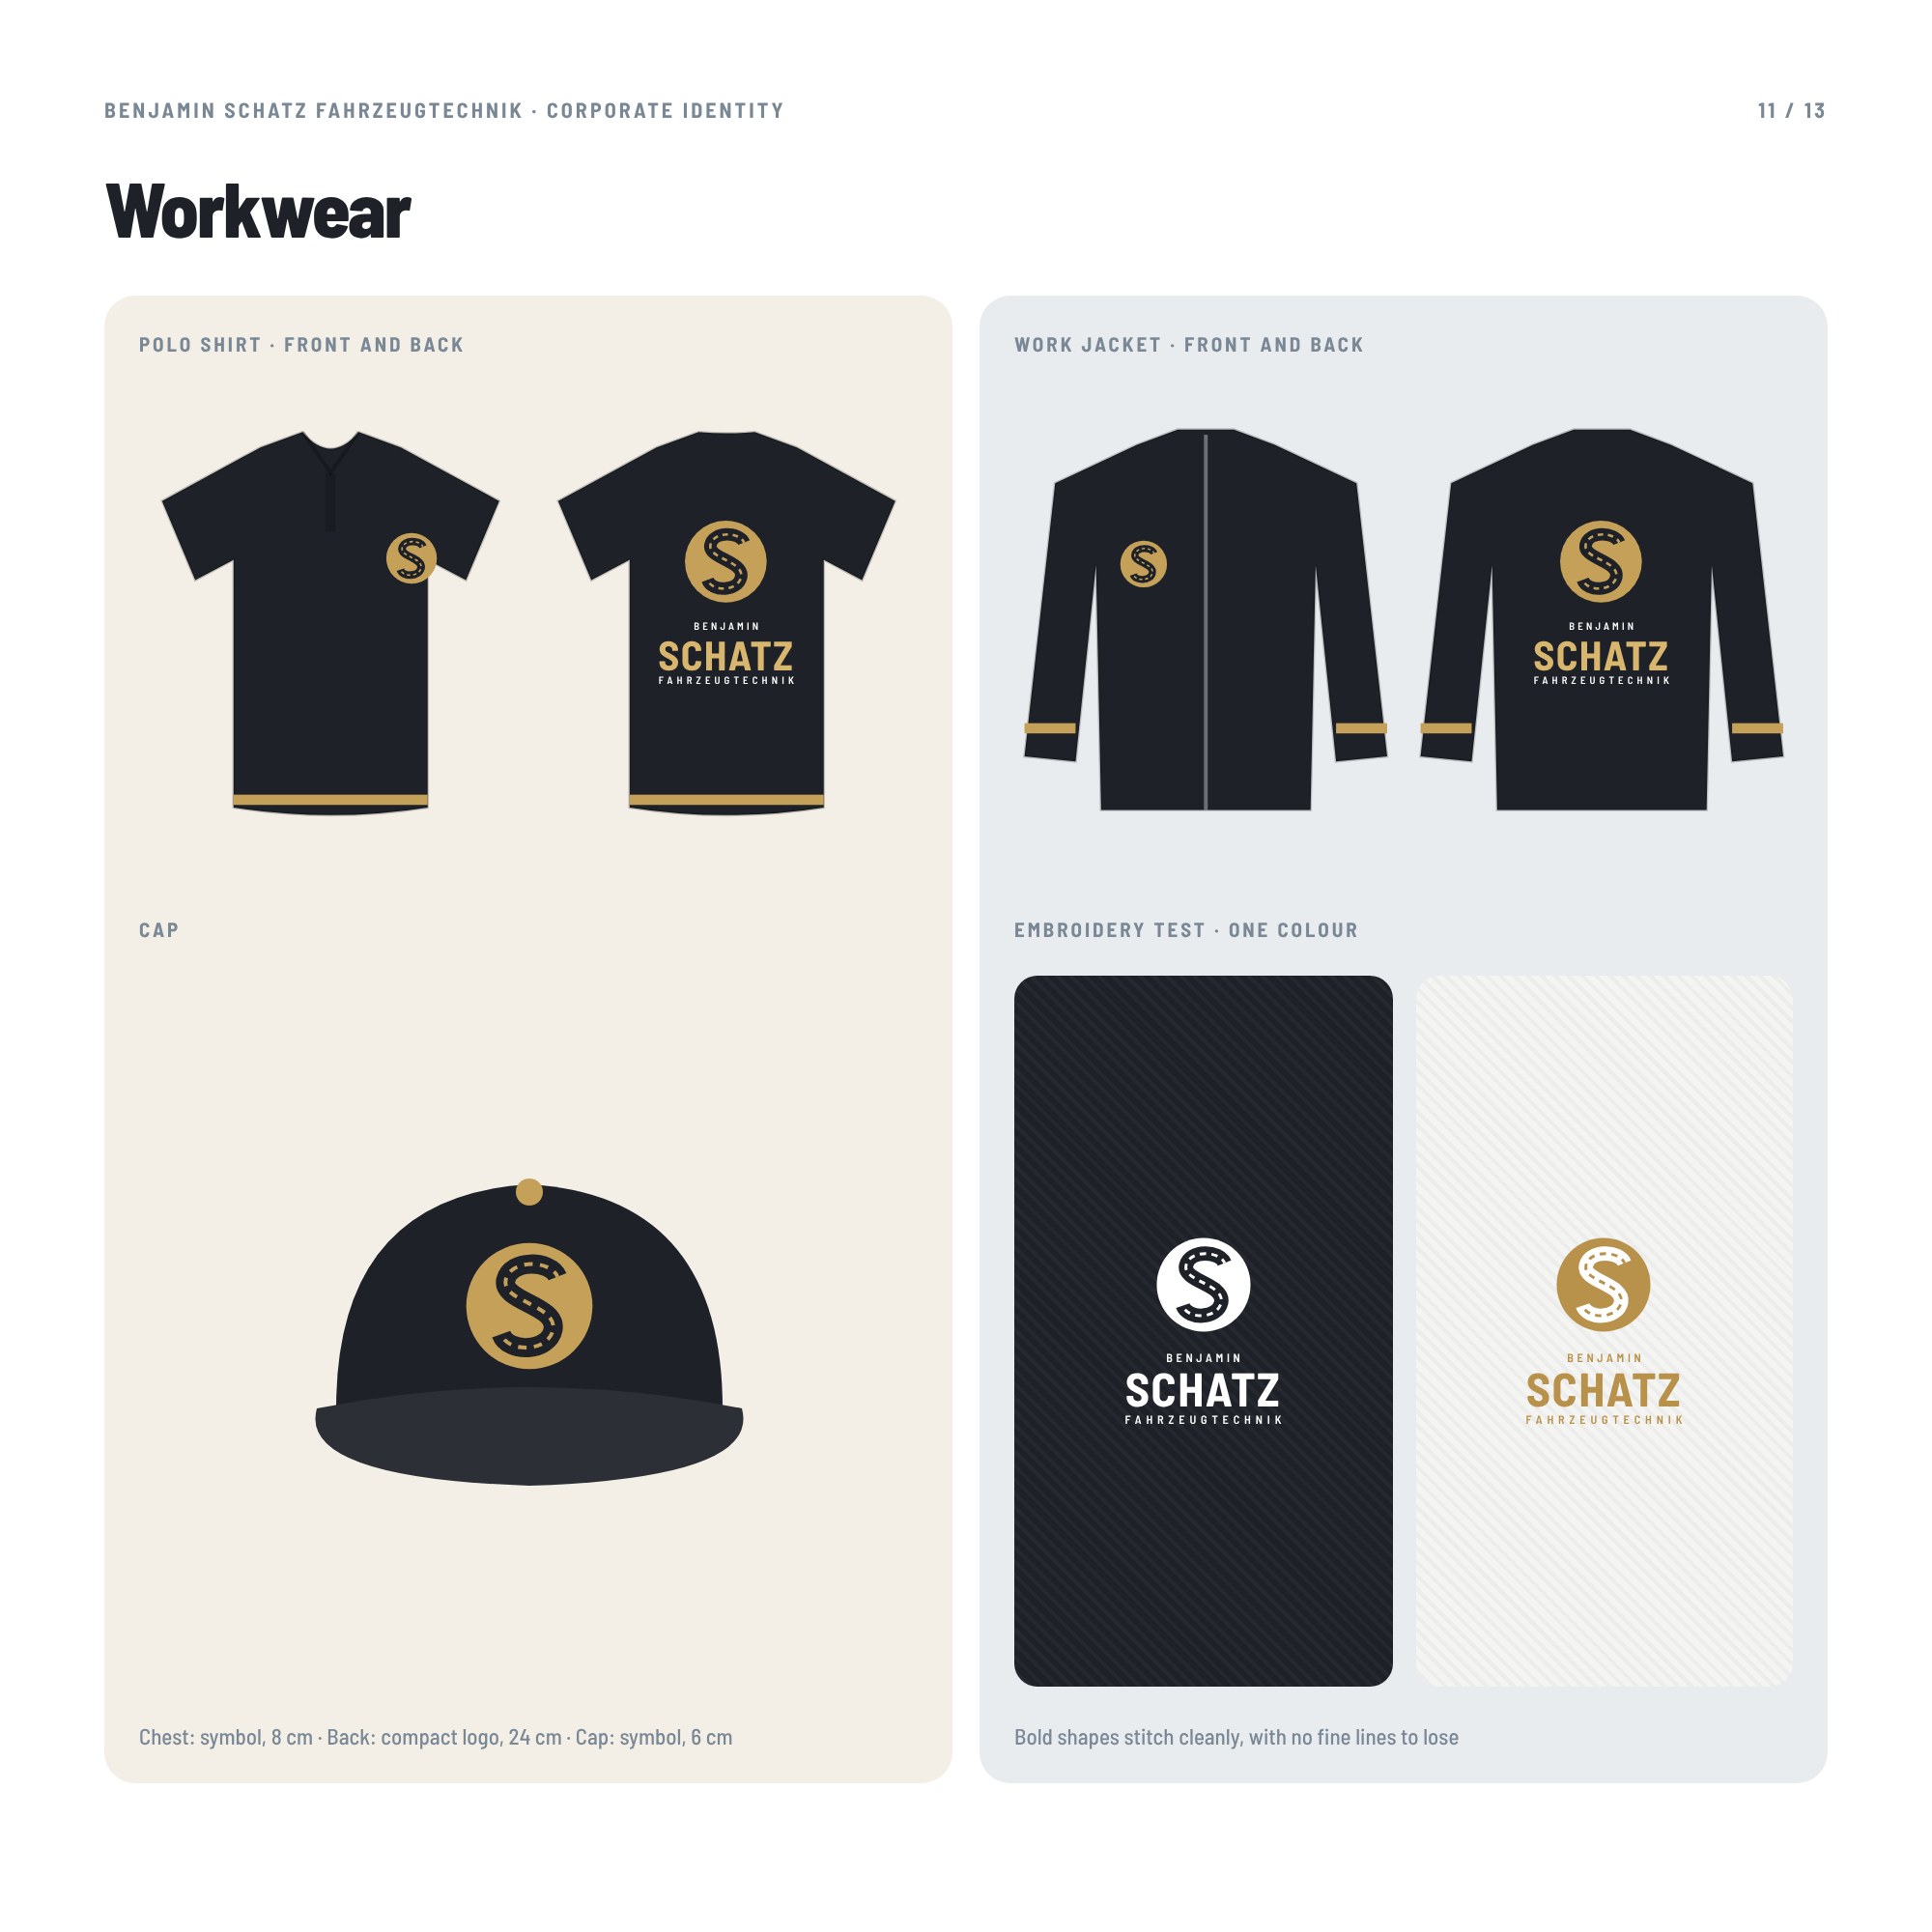 BENJAMIN SCHATZ FAHRZEUGTECHNIK · CORPORATE IDENTITY
11 / 13
Workwear
POLO SHIRT · FRONT AND BACK
S
S
BENJAMIN
SCHATZ
FAHRZEUGTECHNIK
WORK JACKET · FRONT AND BACK
S
S
BENJAMIN
SCHATZ
FAHRZEUGTECHNIK
CAP
S
EMBROIDERY TEST · ONE COLOUR
S
BENJAMIN
SCHATZ
FAHRZEUGTECHNIK
S
BENJAMIN
SCHATZ
FAHRZEUGTECHNIK
Chest: symbol, 8 cm · Back: compact logo, 24 cm · Cap: symbol, 6 cm
Bold shapes stitch cleanly, with no fine lines to lose